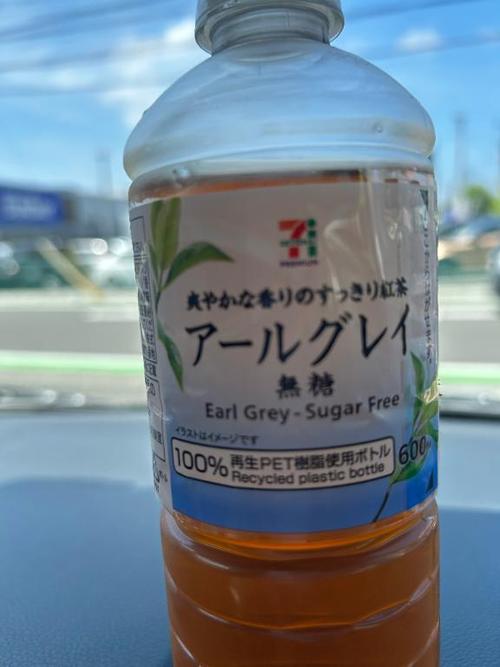 爽やかな香りのすっきり紅茶
アールグレイ
無糖
Earl Grey - Sugar Free
イラストはイメージです
100% 再生PET樹脂使用ボトル
Recycled plastic bottle
600